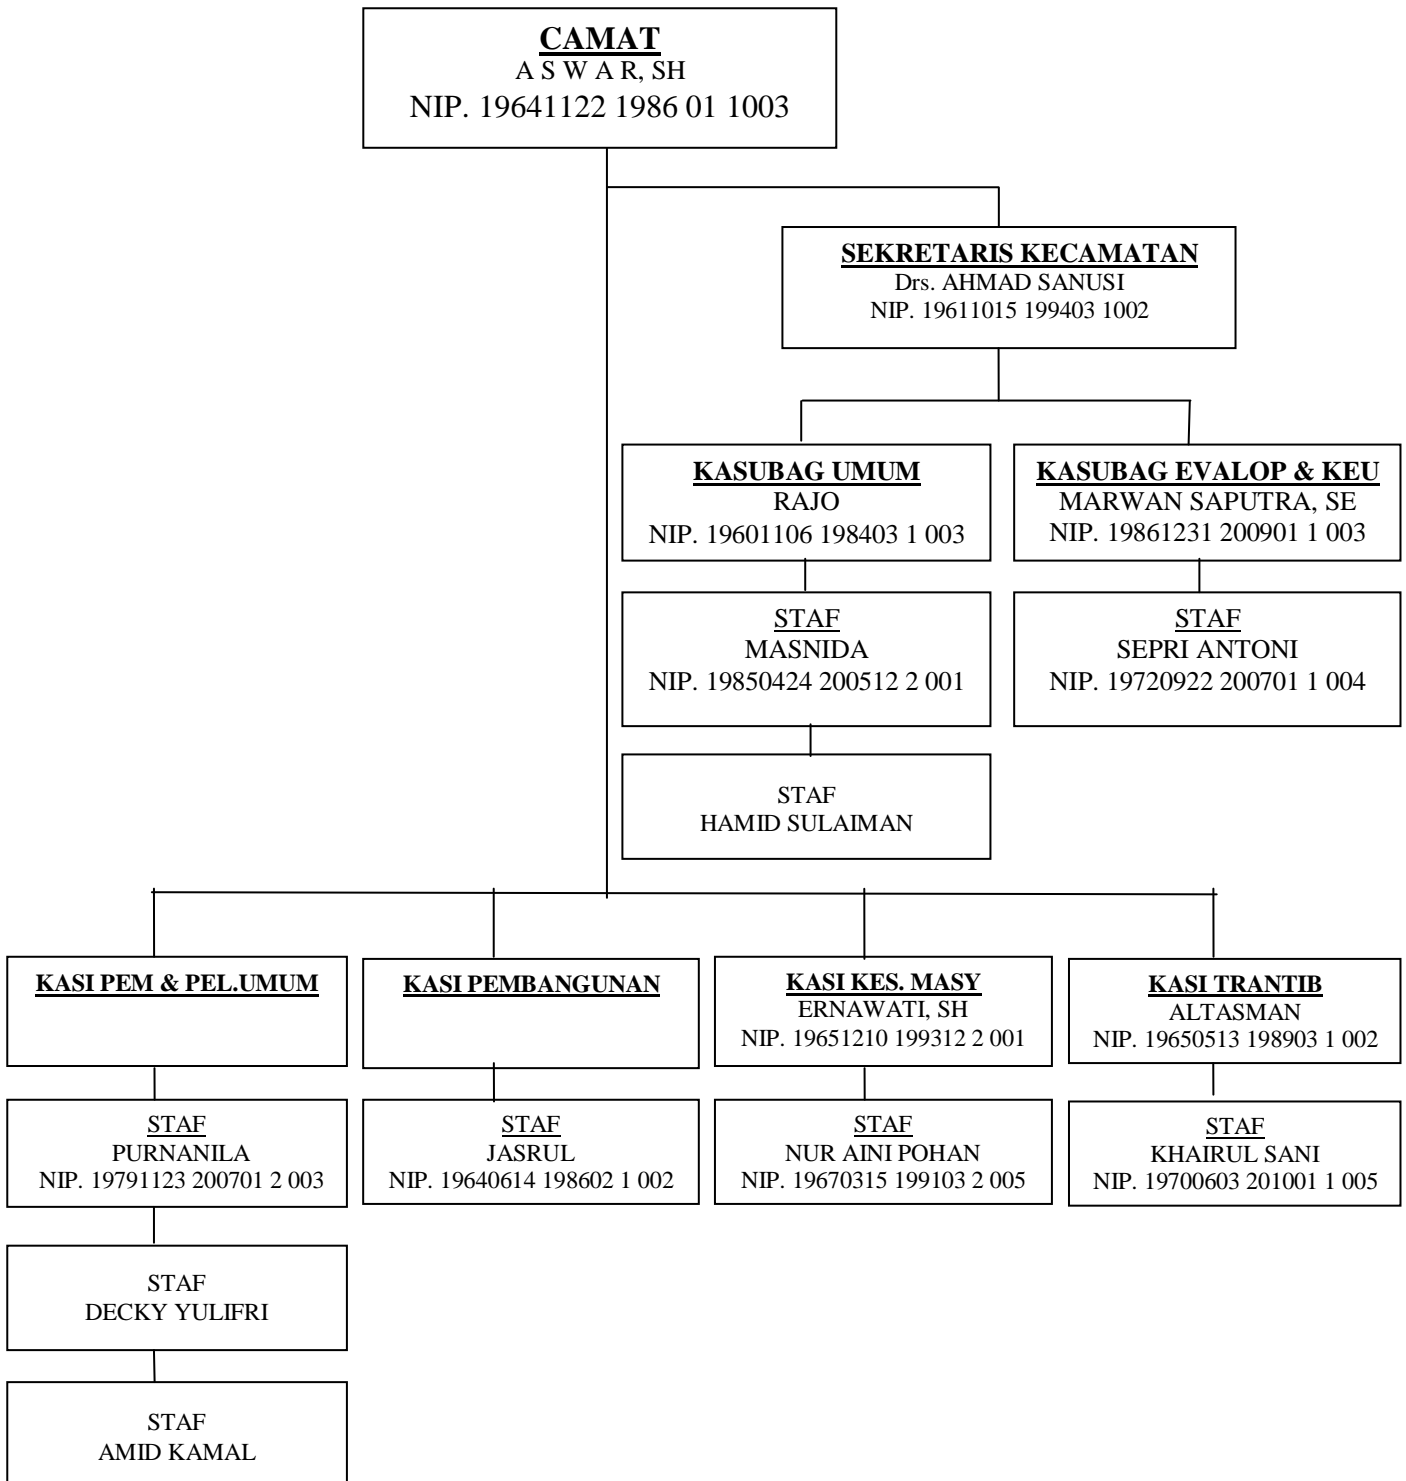 CAMAT
A S W A R, SH
NIP. 19641122 1986 01 1003
SEKRETARIS KECAMATAN
Drs. AHMAD SANUSI
NIP. 19611015 199403 1002
KASUBAG UMUM
RAJO
NIP. 19601106 198403 1 003
KASUBAG EVALOP & KEU
MARWAN SAPUTRA, SE
NIP. 19861231 200901 1 003
STAF
MASNIDA
NIP. 19850424 200512 2 001
STAF
SEPRI ANTONI
NIP. 19720922 200701 1 004
STAF
HAMID SULAIMAN
KASI PEM & PEL.UMUM
KASI PEMBANGUNAN
KASI KES. MASY
ERNAWATI, SH
NIP. 19651210 199312 2 001
KASI TRANTIB
ALTASMAN
NIP. 19650513 198903 1 002
STAF
PURNANILA
NIP. 19791123 200701 2 003
STAF
JASRUL
NIP. 19640614 198602 1 002
STAF
NUR AINI POHAN
NIP. 19670315 199103 2 005
STAF
KHAIRUL SANI
NIP. 19700603 201001 1 005
STAF
DECKY YULIFRI
STAF
AMID KAMAL